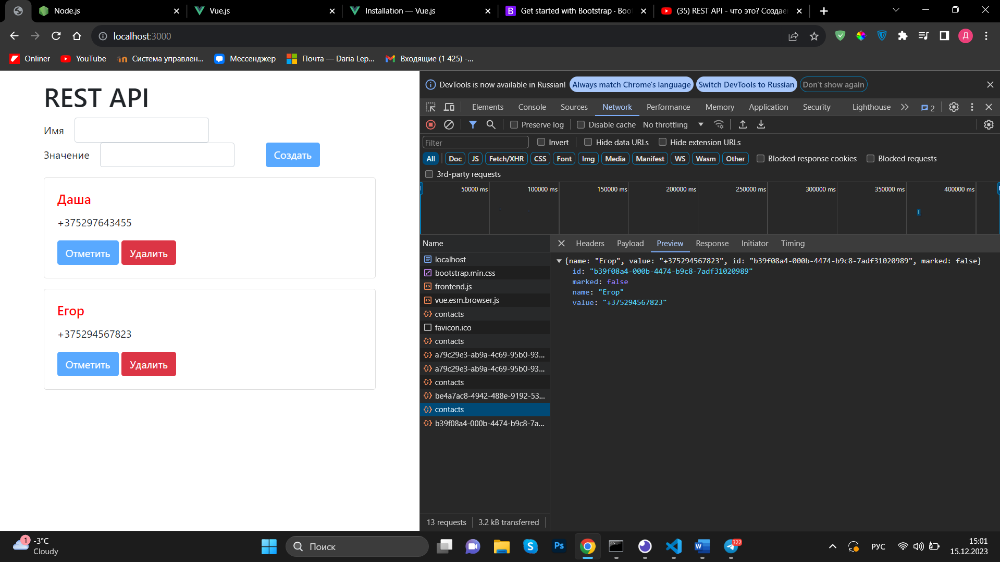 Node.js
Vue.js
Installation — Vue.js
Get started with Bootstrap · Boo
(35) REST API - что это? Создаем
localhost:3000
Д
Onliner
YouTube
Система управлен...
Мессенджер
Почта — Daria Lep...
Входящие (1 425) -...
REST API
Имя
Значение
Создать
Даша
+375297643455
Отметить
Удалить
Егор
+375294567823
Отметить
Удалить
DevTools is now available in Russian!
Always match Chrome's language
Switch DevTools to Russian
Don't show again
Elements
Console
Sources
Network
Performance
Memory
Application
Security
Lighthouse
2
Preserve log
Disable cache
No throttling
Filter
Invert
Hide data URLs
Hide extension URLs
All
Doc
JS
Fetch/XHR
CSS
Font
Img
Media
Manifest
WS
Wasm
Other
Blocked response cookies
Blocked requests
3rd-party requests
50000 ms
100000 ms
150000 ms
200000 ms
250000 ms
300000 ms
350000 ms
400000 ms
Name
localhost
bootstrap.min.css
frontend.js
vue.esm.browser.js
contacts
favicon.ico
contacts
a79c29e3-ab9a-4c69-95b0-93...
a79c29e3-ab9a-4c69-95b0-93...
contacts
be4a7ac8-4942-488e-9192-53...
contacts
b39f08a4-000b-4474-b9c8-7a...
13 requests
3.2 kB transferred
Headers
Payload
Preview
Response
Initiator
Timing
{name: "Егор", value: "+375294567823", id: "b39f08a4-000b-4474-b9c8-7adf31020989", marked: false}
id: "b39f08a4-000b-4474-b9c8-7adf31020989"
marked: false
name: "Егор"
value: "+375294567823"
1
-3°C
Cloudy
Поиск
Ps
322
РУС
15:01
15.12.2023